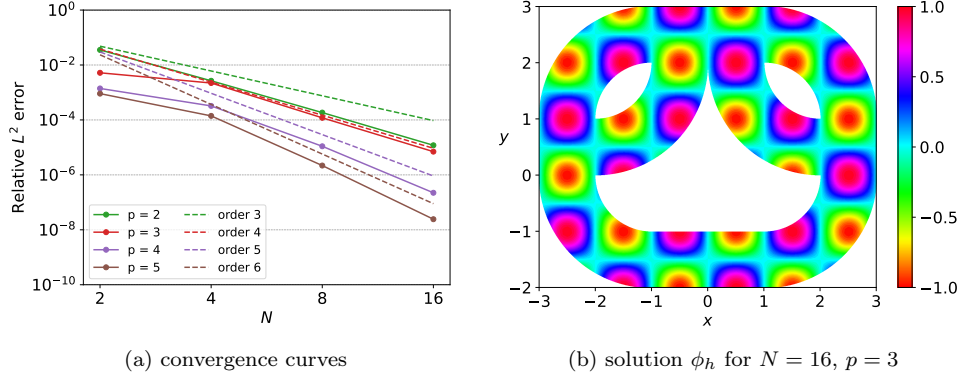 10^0
10^{-2}
10^{-4}
10^{-6}
10^{-8}
10^{-10}
Relative L^2 error
p = 2
p = 3
p = 4
p = 5
order 3
order 4
order 5
order 6
2 4 8 16
N
(a) convergence curves
3
2
1
0
−1
−2
y
−3 −2 −1 0 1 2 3
x
1.0
0.5
0.0
−0.5
−1.0
(b) solution ϕ_h for N = 16, p = 3